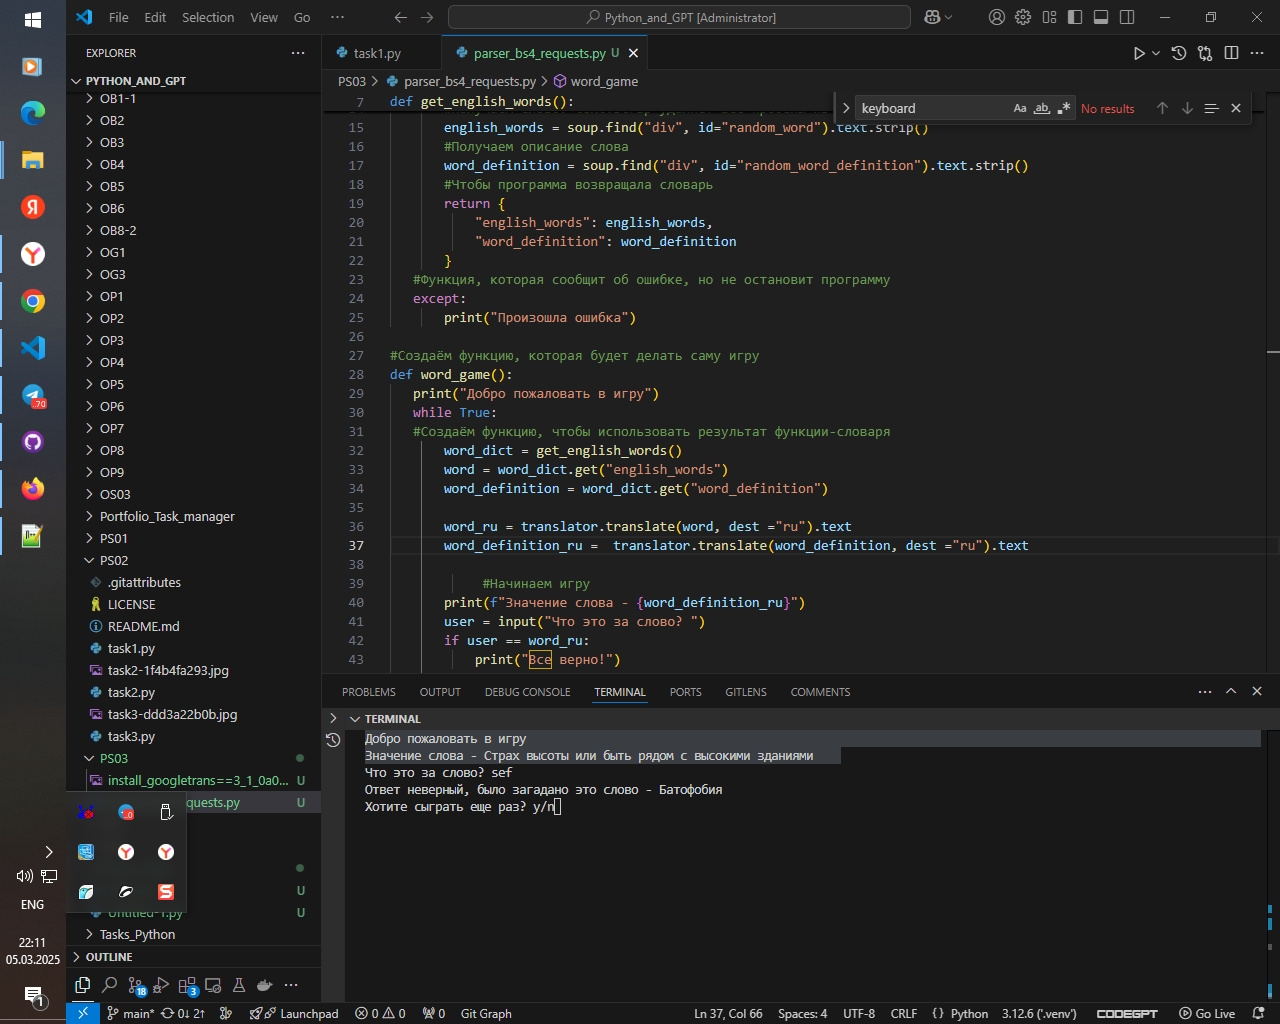 File Edit Selection View Go ···
Python_and_GPT [Administrator]
EXPLORER
PYTHON_AND_GPT
OB1-1
OB2
OB3
OB4
OB5
OB6
OB8-2
OG1
OG3
OP1
OP2
OP3
OP4
OP5
OP6
OP7
OP8
OP9
OS03
Portfolio_Task_manager
PS01
PS02
.gitattributes
LICENSE
README.md
task1.py
task2-1f4b4fa293.jpg
task2.py
task3-ddd3a22b0b.jpg
task3.py
PS03
install_googletrans==3_1_0a0... U
quests.py U
U
Untitled-1.py U
Tasks_Python
OUTLINE
task1.py
parser_bs4_requests.py U
PS03 > parser_bs4_requests.py > word_game
keyboard
Aa ab .*
No results
7 def get_english_words():
15 english_words = soup.find("div", id="random_word").text.strip()
16 #Получаем описание слова
17 word_definition = soup.find("div", id="random_word_definition").text.strip()
18 #Чтобы программа возвращала словарь
19 return {
20 "english_words": english_words,
21 "word_definition": word_definition
22 }
23 #Функция, которая сообщит об ошибке, но не остановит программу
24 except:
25 print("Произошла ошибка")
26
27 #Создаём функцию, которая будет делать саму игру
28 def word_game():
29 print("Добро пожаловать в игру")
30 while True:
31 #Создаём функцию, чтобы использовать результат функции-словаря
32 word_dict = get_english_words()
33 word = word_dict.get("english_words")
34 word_definition = word_dict.get("word_definition")
35
36 word_ru = translator.translate(word, dest ="ru").text
37 word_definition_ru =  translator.translate(word_definition, dest ="ru").text
38
39 #Начинаем игру
40 print(f"Значение слова - {word_definition_ru}")
41 user = input("Что это за слово? ")
42 if user == word_ru:
43 print("Все верно!")
PROBLEMS OUTPUT DEBUG CONSOLE TERMINAL PORTS GITLENS COMMENTS
TERMINAL
Добро пожаловать в игру
Значение слова - Страх высоты или быть рядом с высокими зданиями
Что это за слово? sef
Ответ неверный, было загадано это слово - Батофобия
Хотите сыграть еще раз? y/n
ENG
22:11
05.03.2025
1
18
3
main* 0↓ 2↑ Launchpad 0 0 0 Git Graph
Ln 37, Col 66 Spaces: 4 UTF-8 CRLF {} Python 3.12.6 ('.venv') CODEGPT Go Live